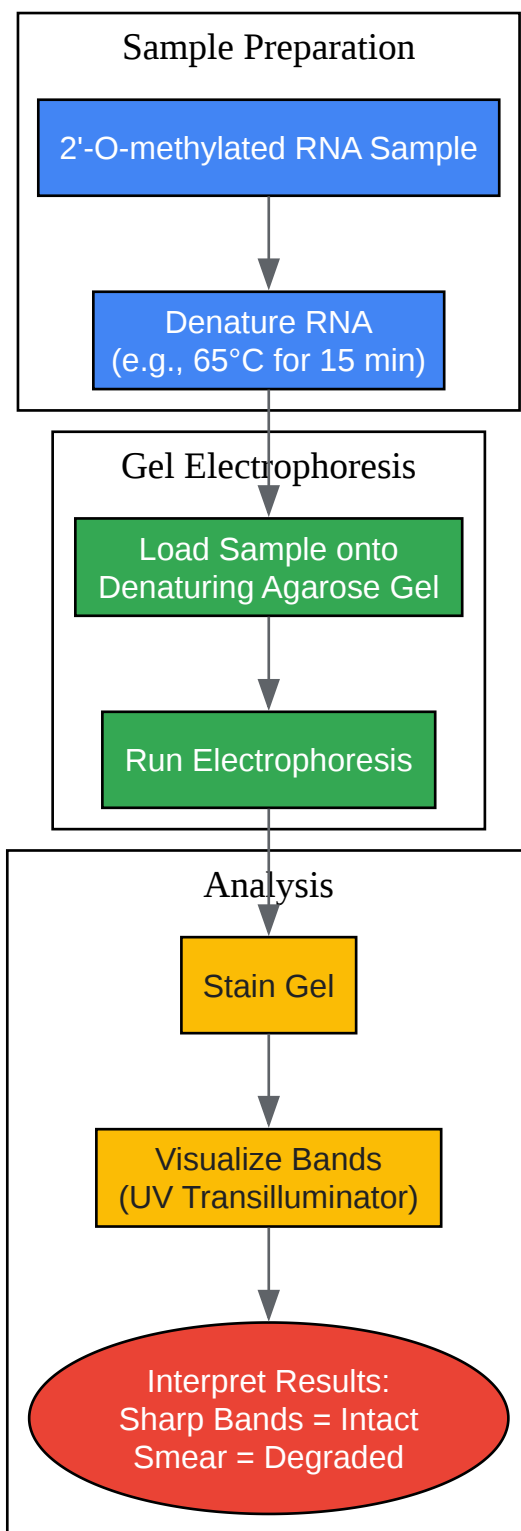 Sample Preparation
2'-O-methylated RNA Sample
Denature RNA
(e.g., 65°C for 15 min)
Gel Electrophoresis
Load Sample onto
Denaturing Agarose Gel
Run Electrophoresis
Analysis
Stain Gel
Visualize Bands
(UV Transilluminator)
Interpret Results:
Sharp Bands = Intact
Smear = Degraded